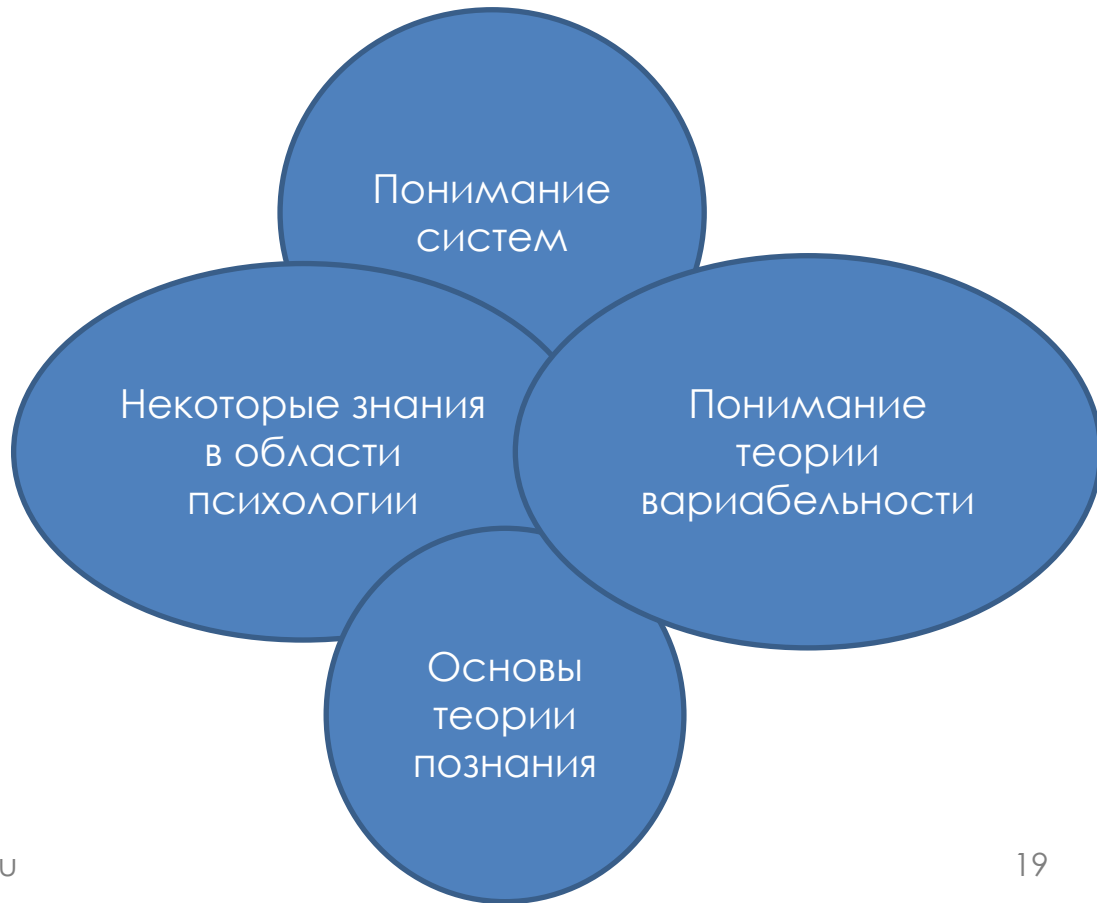 Понимание
систем
Некоторые знания
в области
психологии
Понимание
теории
вариабельности
Основы
теории
познания
u
19